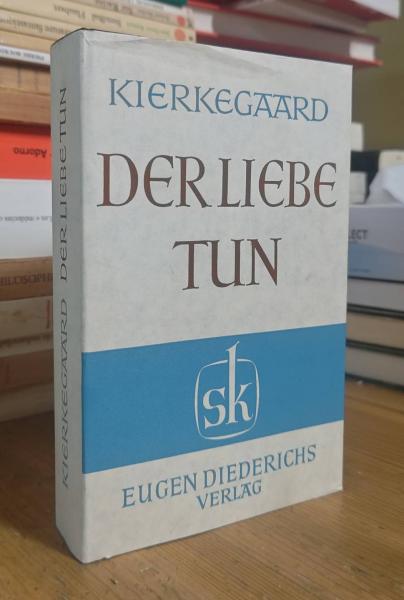 KIERKEGAARD
DER LIEBE
TUN
sk
EUGEN DIEDERICHS
VERLAG
KIERKEGAARD DER LIEBE TUN
Adorno